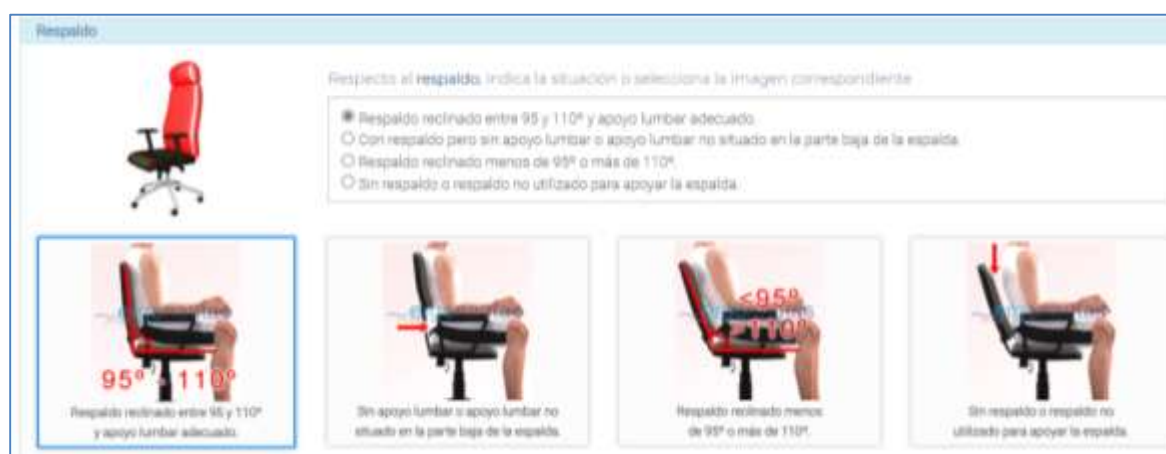 Respaldo
Respecto al respaldo, indica la situación o selecciona la imagen correspondiente
Respaldo reclinado entre 95 y 110º y apoyo lumbar adecuado.
Con respaldo pero sin apoyo lumbar o apoyo lumbar no situado en la parte baja de la espalda.
Respaldo reclinado menos de 95º o más de 110º.
Sin respaldo o respaldo no utilizado para apoyar la espalda.
95º 110º
Respaldo reclinado entre 95 y 110º
y apoyo lumbar adecuado.
Sin apoyo lumbar o apoyo lumbar no
situado en la parte baja de la espalda.
<95º
>110º
Respaldo reclinado menos
de 95º o más de 110º.
Sin respaldo o respaldo no
utilizado para apoyar la espalda.